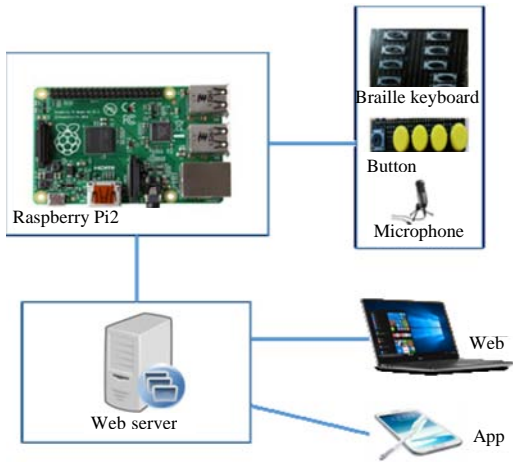 Braille keyboard
Button
Microphone
Raspberry Pi2
Web server
Web
App